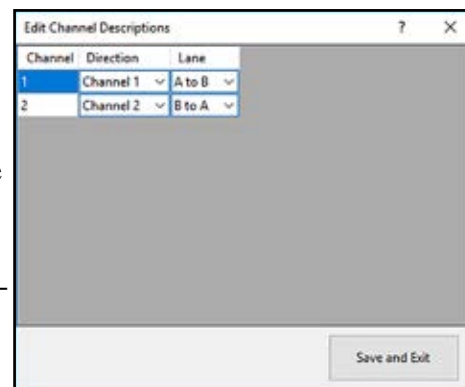 Edit Channel Descriptions ? ×
Channel Direction Lane
1 Channel 1 A to B
2 Channel 2 B to A
Save and Exit